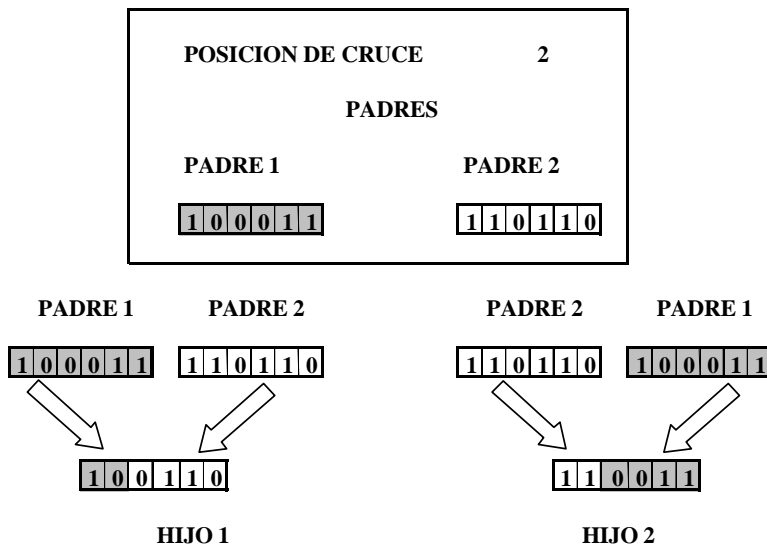 POSICION DE CRUCE 2
PADRES
PADRE 1 PADRE 2
1 0 0 0 1 1 1 1 0 1 1 0
PADRE 1 PADRE 2 PADRE 2 PADRE 1
1 0 0 0 1 1 1 1 0 1 1 0 1 1 0 1 1 0 1 0 0 0 1 1
1 0 0 1 1 0 1 1 0 0 1 1
HIJO 1 HIJO 2